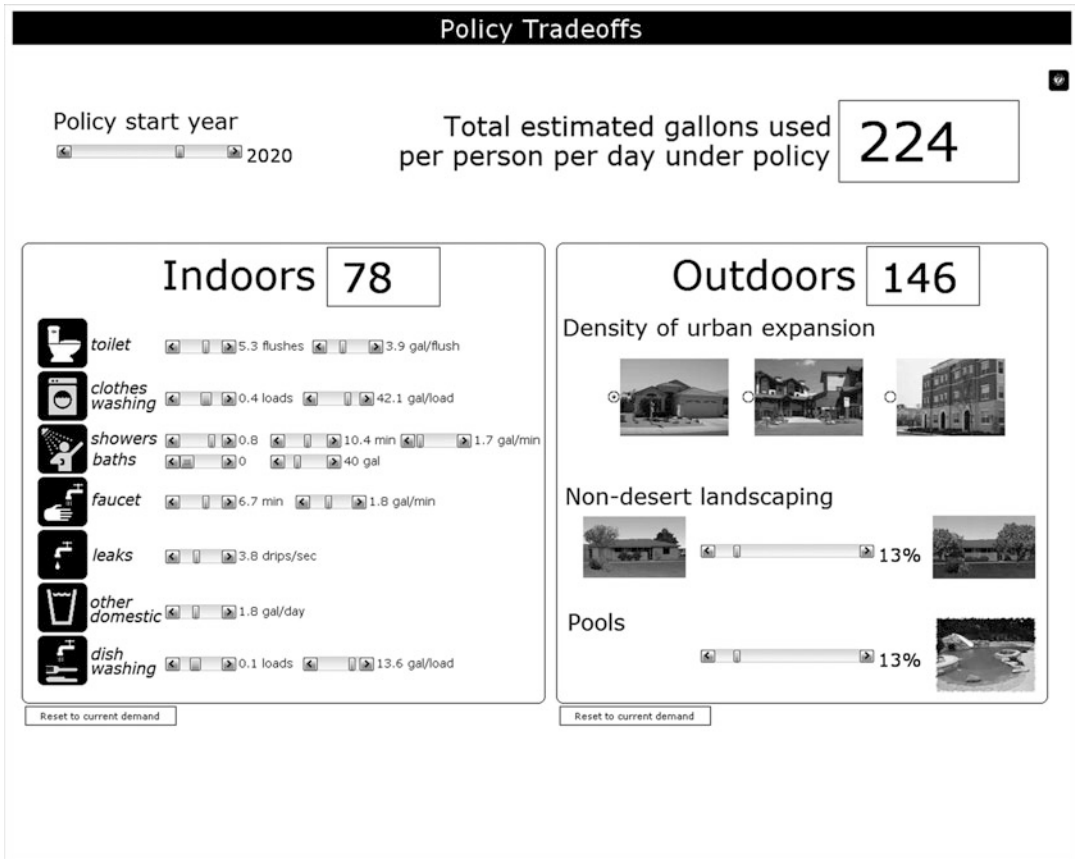 Policy Tradeoffs
Policy start year
2020
Total estimated gallons used
per person per day under policy
224
Indoors 78
toilet 5.3 flushes 3.9 gal/flush
clothes
washing 0.4 loads 42.1 gal/load
showers 0.8 10.4 min 1.7 gal/min
baths 0 40 gal
faucet 6.7 min 1.8 gal/min
leaks 3.8 drips/sec
other
domestic 1.8 gal/day
dish
washing 0.1 loads 13.6 gal/load
Reset to current demand
Outdoors 146
Density of urban expansion
Non-desert landscaping
13%
Pools
13%
Reset to current demand